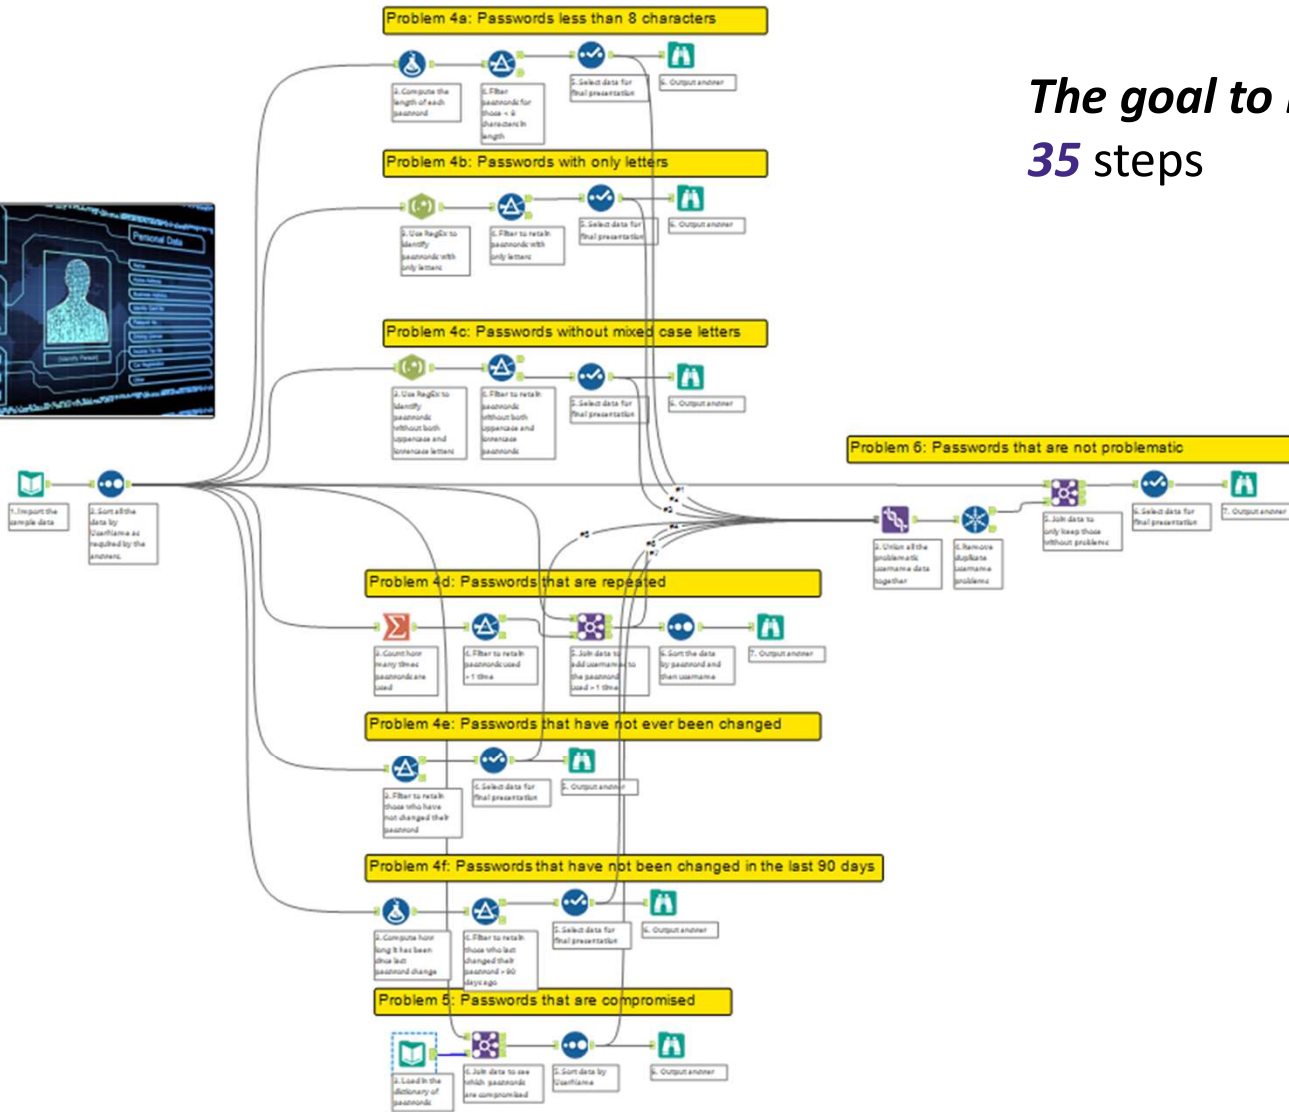 Problem 4a: Passwords less than 8 characters
3. Compute the
length of each
password
4. Filter
passwords for
those < 8
characters in
length
5. Select data for
final presentation
6. Output answer
The goal to
35 steps
Problem 4b: Passwords with only letters
3. Use RegEx to
identify
passwords with
only letters
4. Filter to retain
passwords with
only letters
5. Select data for
final presentation
6. Output answer
Personal Data
Name
Home Address
Business Address
Other
Problem 4c: Passwords without mixed case letters
3. Use RegEx to
identify
passwords
without both
uppercase and
lowercase letters
4. Filter to retain
passwords
without both
uppercase and
lowercase
passwords
5. Select data for
final presentation
6. Output answer
1. Import the
sample data
2. Sort all the
data by
UserName as
required by the
answers.
Problem 6: Passwords that are not problematic
3. Union all the
problematic
username data
together
4. Remove
duplicate
username
problems
5. Join data to
only keep those
without problems
6. Select data for
final presentation
7. Output answer
#1
#2
#3
#4
#5
#6
#7
Problem 4d: Passwords that are repeated
3. Count how
many times
passwords are
used
4. Filter to retain
passwords used
> 1 time
5. Join data to
add usernames to
the password
used > 1 time
6. Sort the data
by password and
then username
7. Output answer
Problem 4e: Passwords that have not ever been changed
3. Filter to retain
those who have
not changed their
password
4. Select data for
final presentation
5. Output answer
Problem 4f: Passwords that have not been changed in the last 90 days
3. Compute how
long it has been
since last
password change
4. Filter to retain
those who last
changed their
password > 90
days ago
5. Select data for
final presentation
6. Output answer
Problem 5: Passwords that are compromised
3. Load in the
dictionary of
passwords
4. Join data to see
which passwords
are compromised
5. Sort data by
UserName
6. Output answer